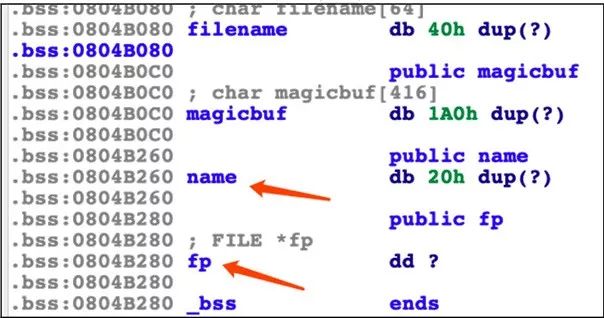 .bss:0804B080 ; char filename[64]
.bss:0804B080 filename db 40h dup(?)
.bss:0804B080
.bss:0804B0C0 public magicbuf
.bss:0804B0C0 ; char magicbuf[416]
.bss:0804B0C0 magicbuf db 1A0h dup(?)
.bss:0804B0C0
.bss:0804B260 public name
.bss:0804B260 name db 20h dup(?)
.bss:0804B260
.bss:0804B280 public fp
.bss:0804B280 ; FILE *fp
.bss:0804B280 fp dd ?
.bss:0804B280 _bss ends
.bss:0804B280